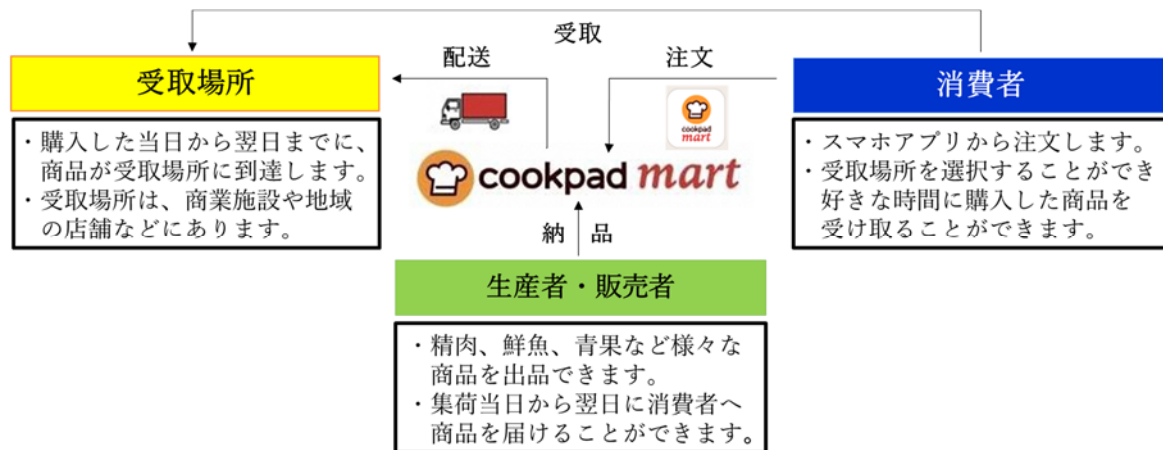 受取
配送
注文
受取場所
消費者
・購入した当日から翌日までに、
商品が受取場所に到達します。
・受取場所は、商業施設や地域
の店舗などにあります。
cookpad
mart
cookpad mart
・スマホアプリから注文します。
・受取場所を選択することができ
好きな時間に購入した商品を
受け取ることができます。
納 品
生産者・販売者
・精肉、鮮魚、青果など様々な
商品を出品できます。
・集荷当日から翌日に消費者へ
商品を届けることができます。